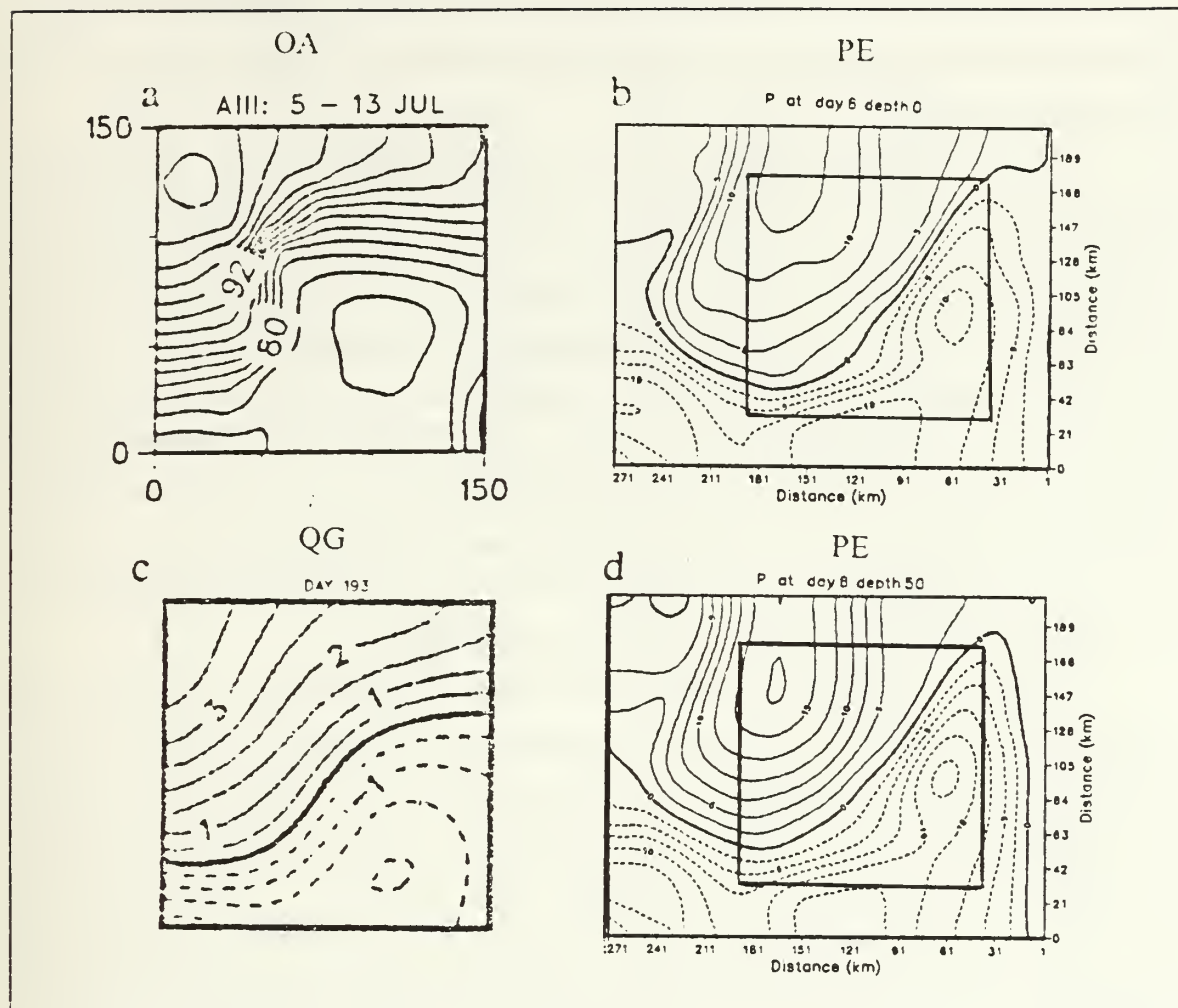 OA
PE
a
AIII: 5 – 13 JUL
b
P at day 6 depth 0
150
92
80
0
0
150
189
168
147
126
105
84
63
42
21
0
Distance (km)
271 241 211 181 151 121 91 61 31 1
Distance (km)
QG
PE
c
DAY 193
d
P at day 8 depth 50
3
2
1
1
189
168
147
126
105
84
63
42
21
0
Distance (km)
271 241 211 181 151 121 91 61 31 1
Distance (km)